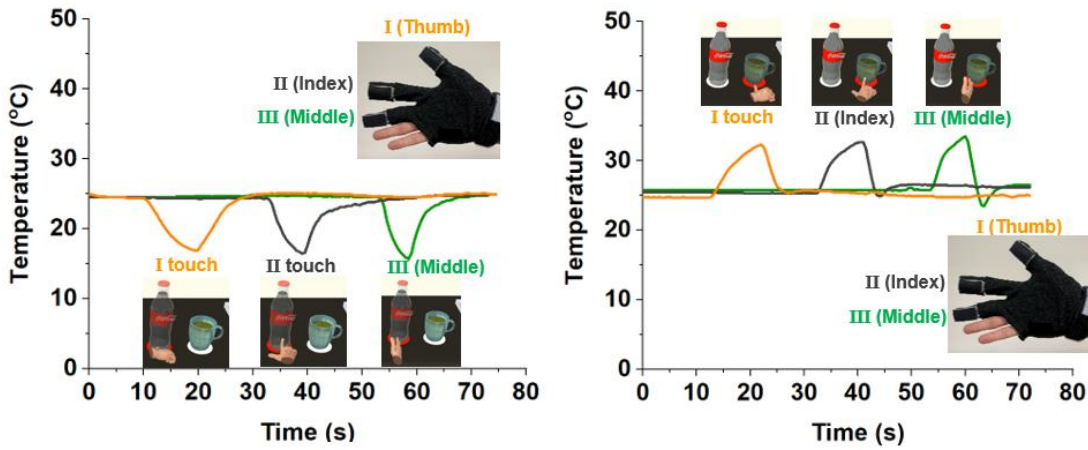 50
40
30
20
10
0
Temperature (°C)
I (Thumb)
II (Index)
III (Middle)
I touch
II touch
III (Middle)
0 10 20 30 40 50 60 70 80
Time (s)
50
40
30
20
10
0
Temperature (°C)
I touch
II (Index)
III (Middle)
I (Thumb)
II (Index)
III (Middle)
0 10 20 30 40 50 60 70 80
Time (s)